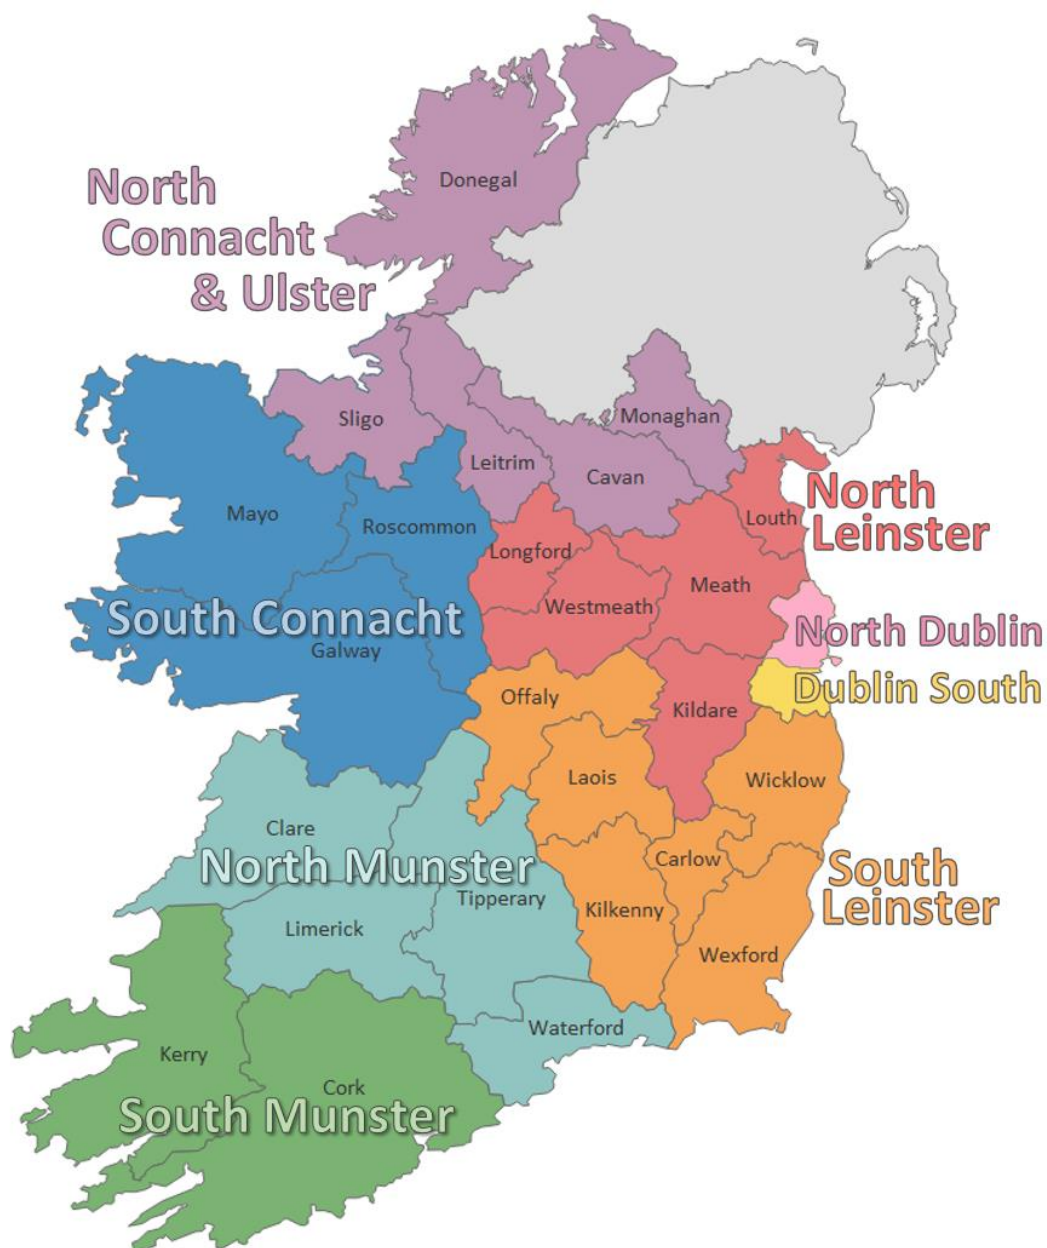 Donegal
North
Connacht
& Ulster
Monaghan
Sligo
Leitrim
Cavan
North
Leinster
Mayo
Roscommon
Louth
Longford
Meath
Westmeath
South Connacht
North Dublin
Galway
Dublin South
Offaly
Kildare
Laois
Wicklow
Clare
North Munster
Carlow
South
Leinster
Tipperary
Kilkenny
Limerick
Wexford
Waterford
Kerry
Cork
South Munster